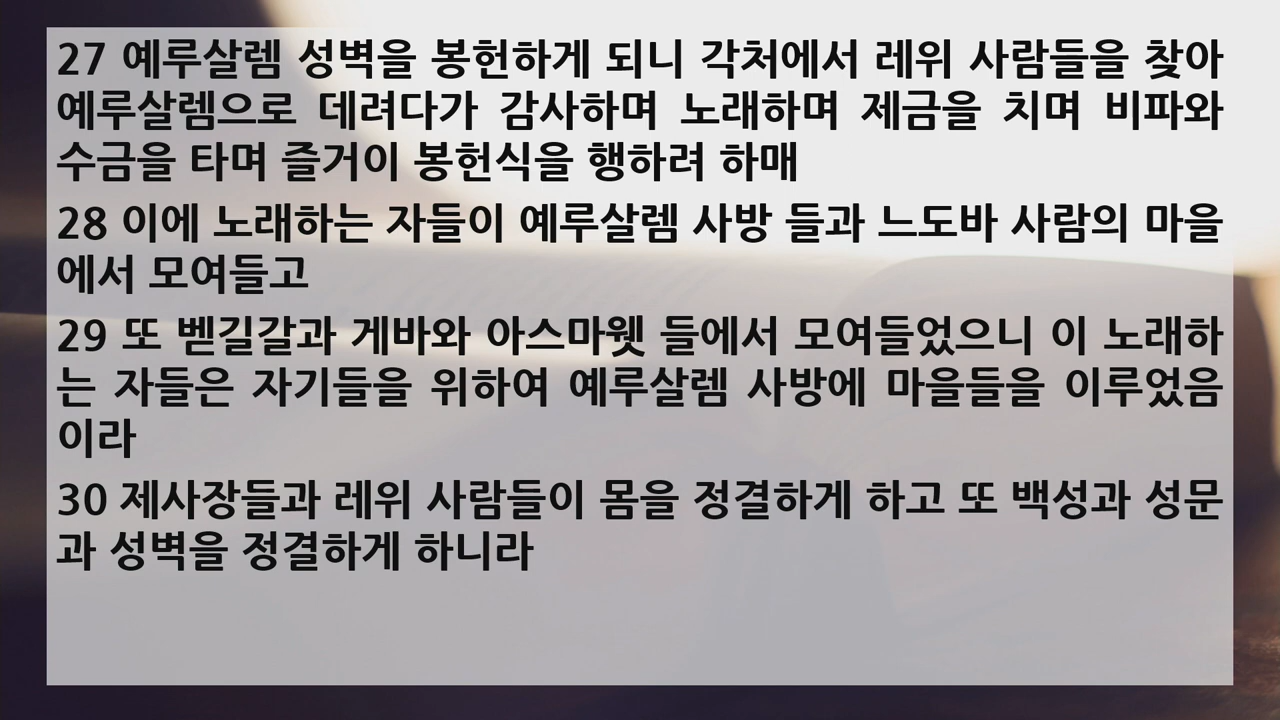 27 예루살렘 성벽을 봉헌하게 되니 각처에서 레위 사람들을 찾아
예루살렘으로 데려다가 감사하며 노래하며 제금을 치며 비파와
수금을 타며 즐거이 봉헌식을 행하려 하매
28 이에 노래하는 자들이 예루살렘 사방 들과 느도바 사람의 마을
에서 모여들고
29 또 벧길갈과 게바와 아스마웻 들에서 모여들었으니 이 노래하
는 자들은 자기들을 위하여 예루살렘 사방에 마을들을 이루었음
이라
30 제사장들과 레위 사람들이 몸을 정결하게 하고 또 백성과 성문
과 성벽을 정결하게 하니라